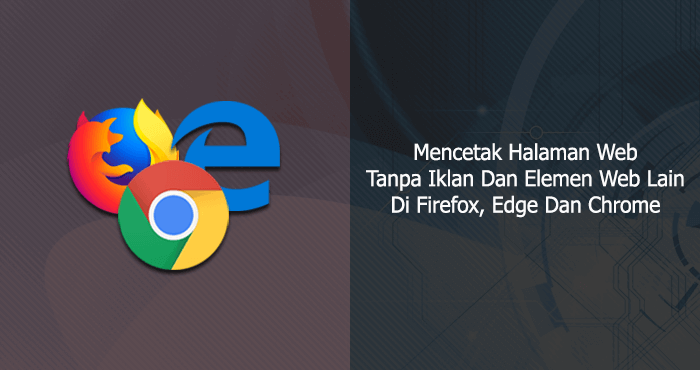 Mencetak Halaman Web
Tanpa Iklan Dan Elemen Web Lain
Di Firefox, Edge Dan Chrome